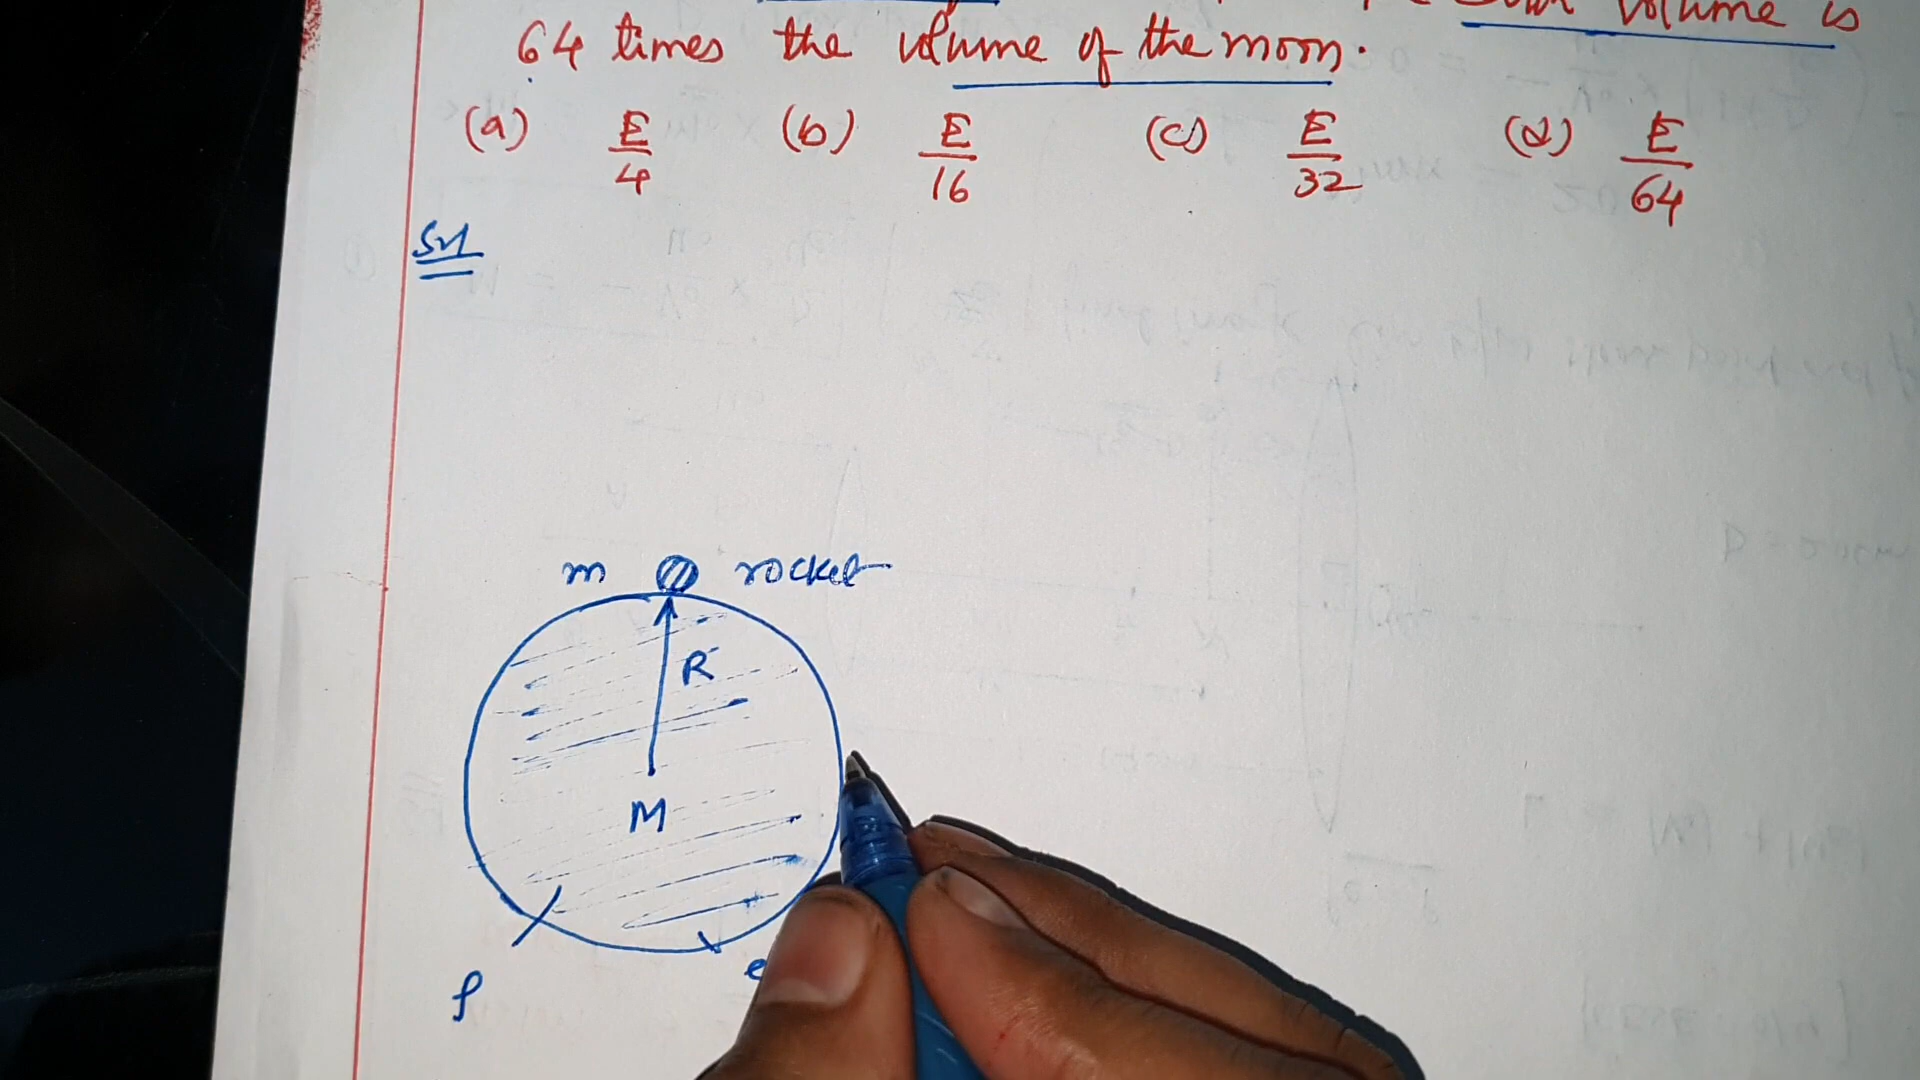 volume is
64 times the volume of the moon.
(a) E/4 (b) E/16 (c) E/32 (d) E/64
Sol
m rocket
R
M
ρ e